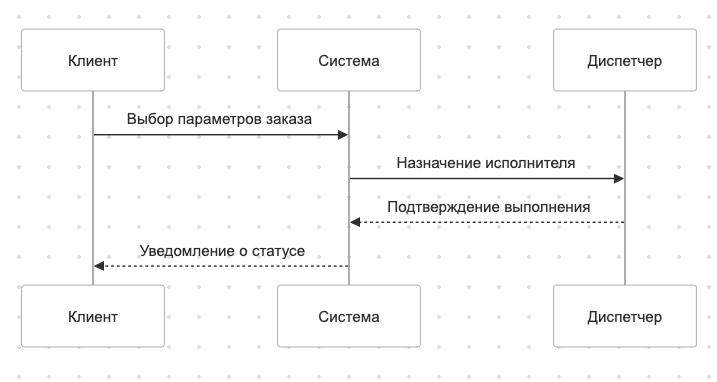 Клиент
Система
Диспетчер
Выбор параметров заказа
Назначение исполнителя
Подтверждение выполнения
Уведомление о статусе
Клиент
Система
Диспетчер